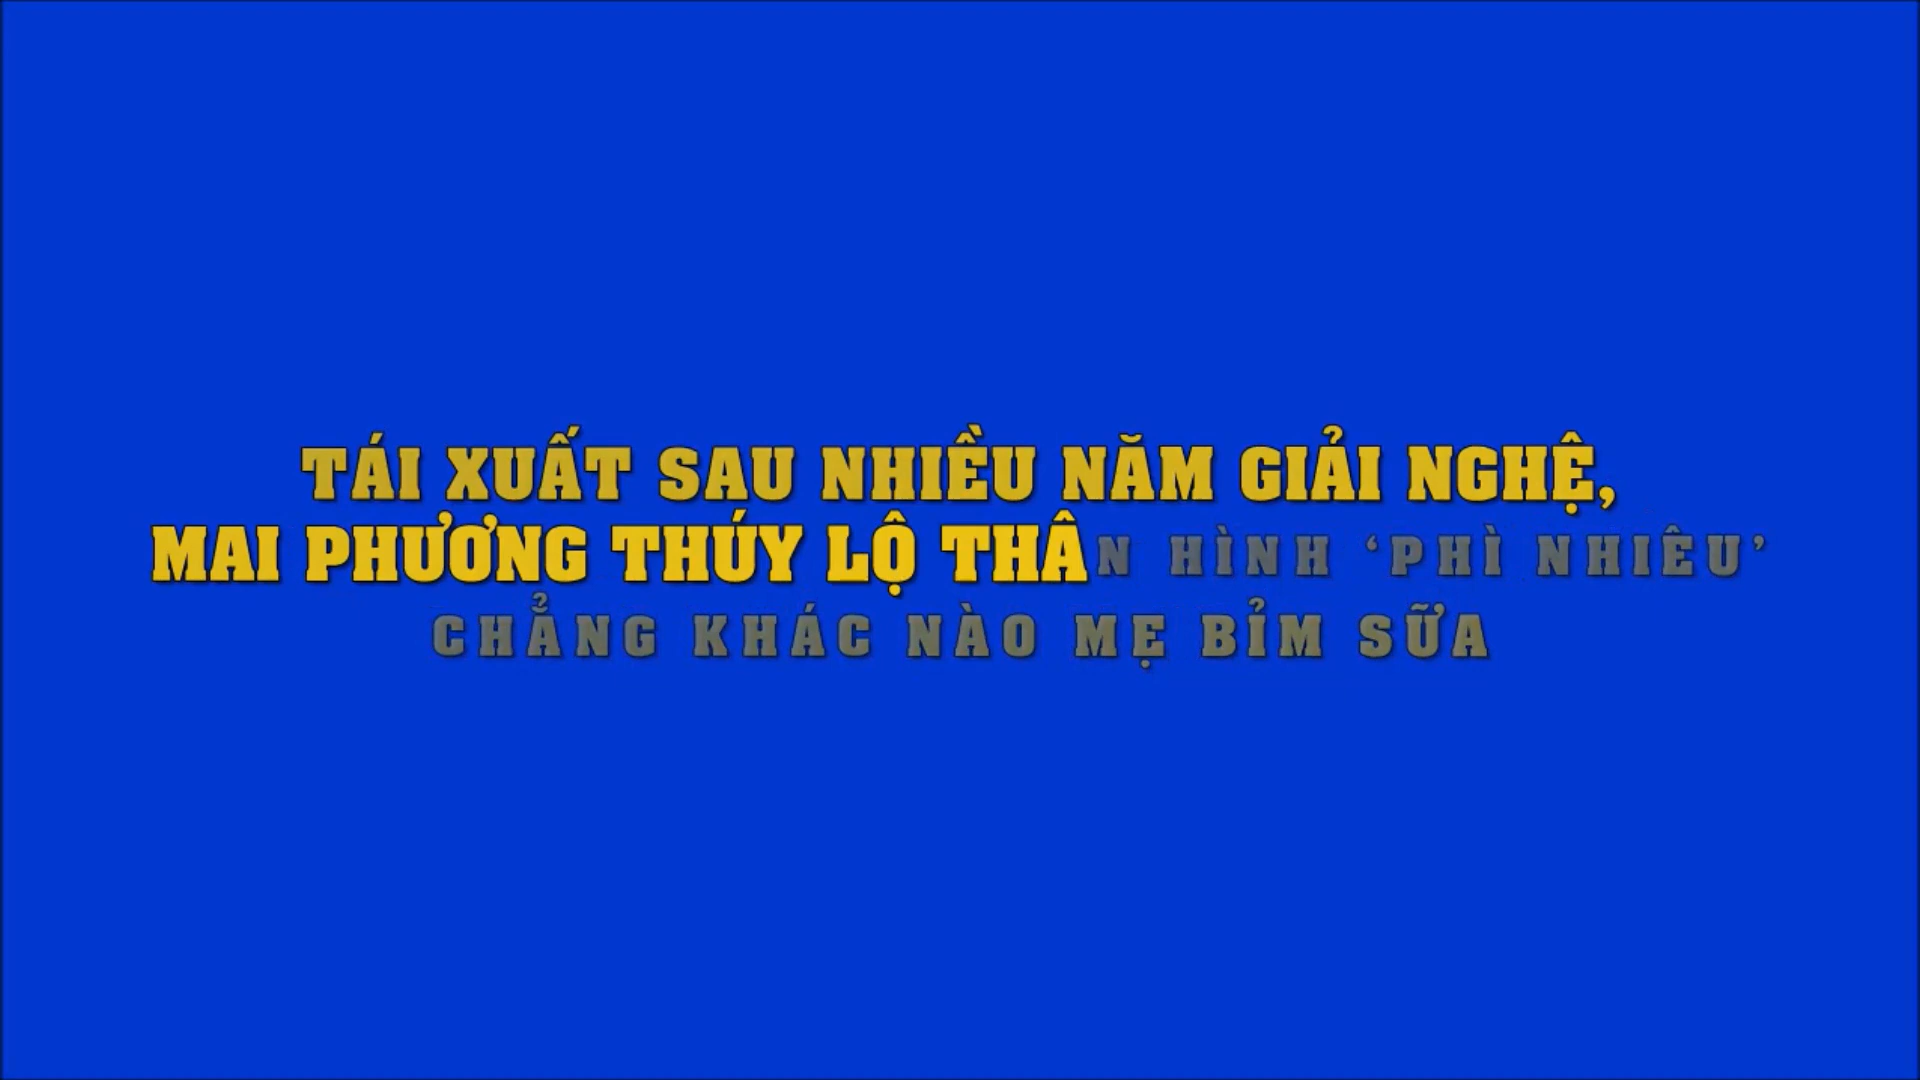 TÁI XUẤT SAU NHIỀU NĂM GIẢI NGHỆ,
MAI PHƯƠNG THÚY LỘ THÂN HÌNH ‘PHÌ NHIÊU’
CHẲNG KHÁC NÀO MẸ BỈM SỮA